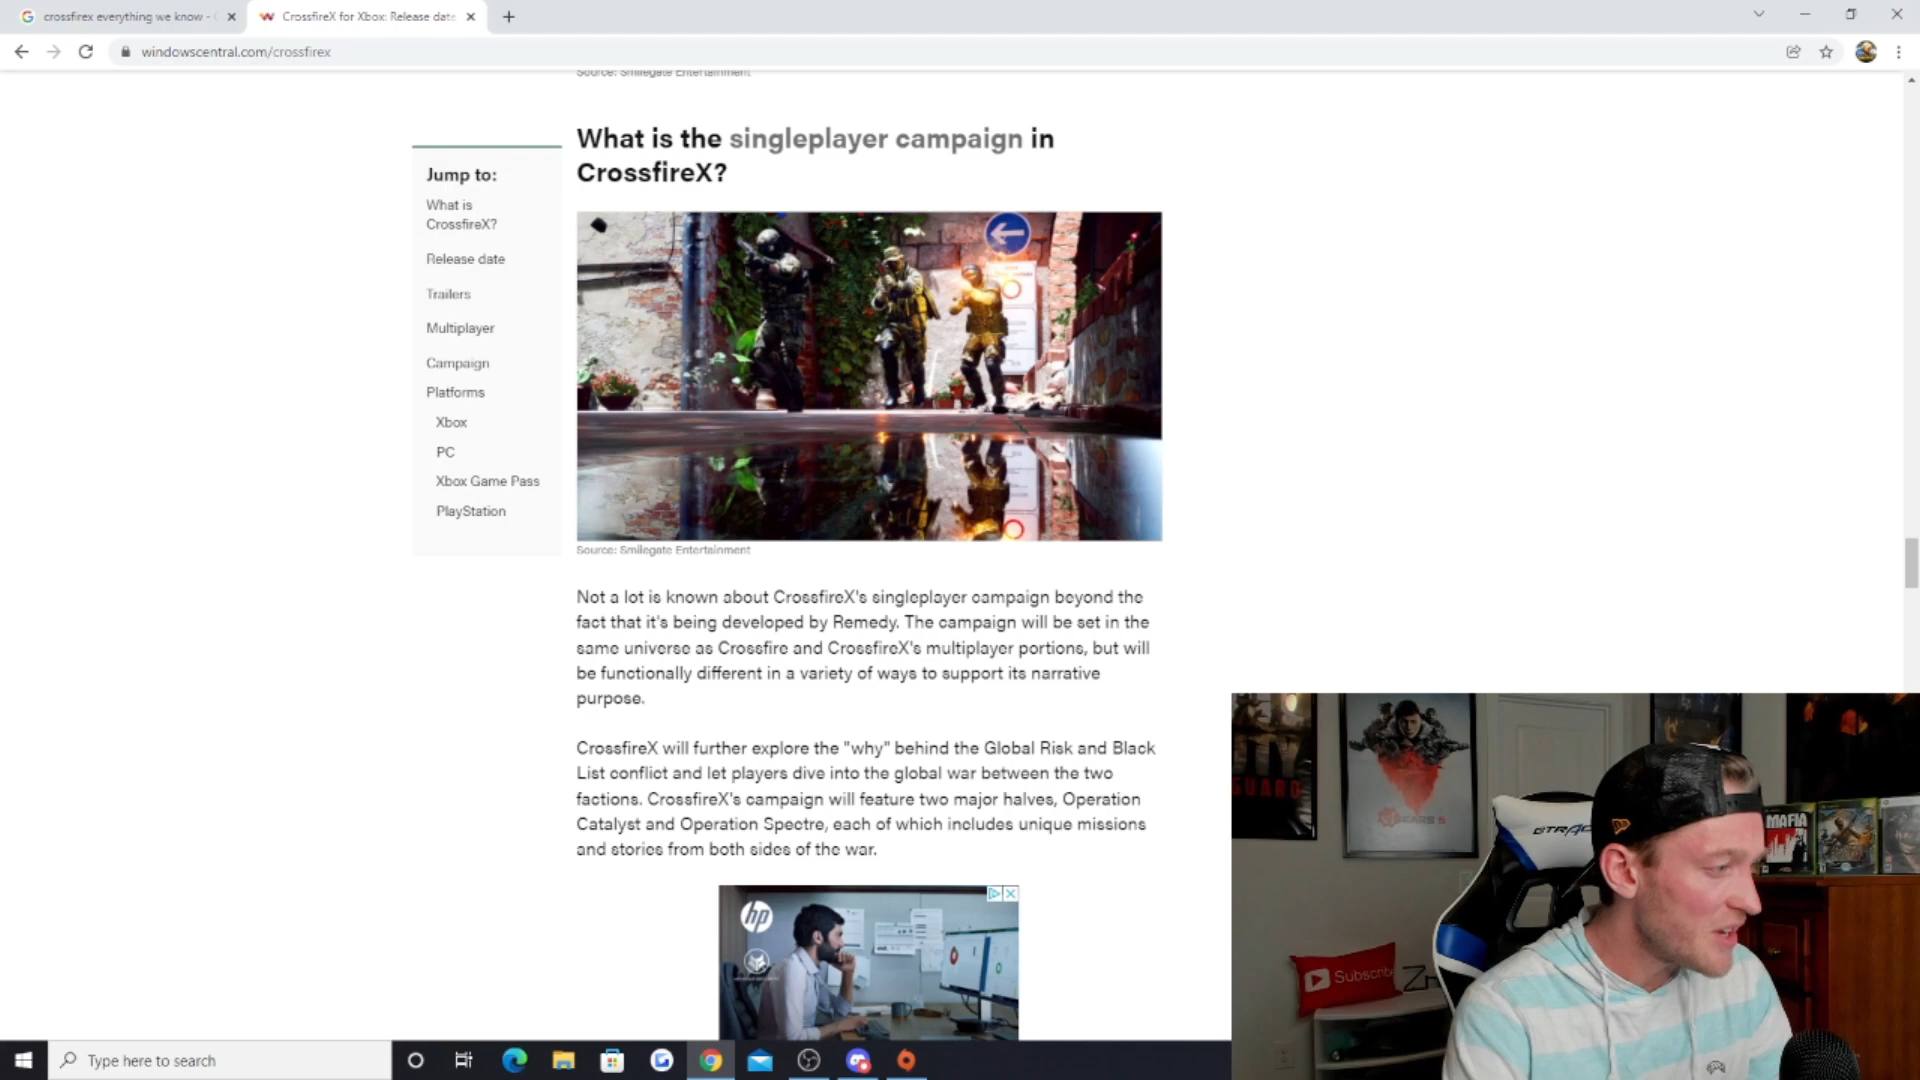 crossfirex everything we know -
CrossfireX for Xbox: Release date
windowscentral.com/crossfirex
Source: Smilegate Entertainment
What is the singleplayer campaign in
CrossfireX?
Jump to:
What is
CrossfireX?
Release date
Trailers
Multiplayer
Campaign
Platforms
Xbox
PC
Xbox Game Pass
PlayStation
Source: Smilegate Entertainment
Not a lot is known about CrossfireX's singleplayer campaign beyond the
fact that it's being developed by Remedy. The campaign will be set in the
same universe as Crossfire and CrossfireX's multiplayer portions, but will
be functionally different in a variety of ways to support its narrative
purpose.
CrossfireX will further explore the "why" behind the Global Risk and Black
List conflict and let players dive into the global war between the two
factions. CrossfireX's campaign will feature two major halves, Operation
Catalyst and Operation Spectre, each of which includes unique missions
and stories from both sides of the war.
hp
GEARS 5
GTRAC
MAFIA
Subscribe
Type here to search